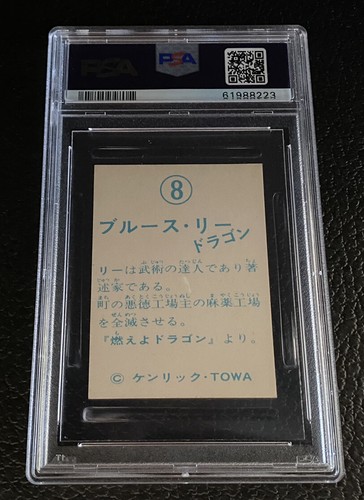 PSA
PSA
61988223
8
ブルース・リー
ドラゴン
リーは武術の達人であり著
述家である。
町の悪徳工場主の麻薬工場
を全滅させる。
『燃えよドラゴン』より。
© ケンリック・TOWA